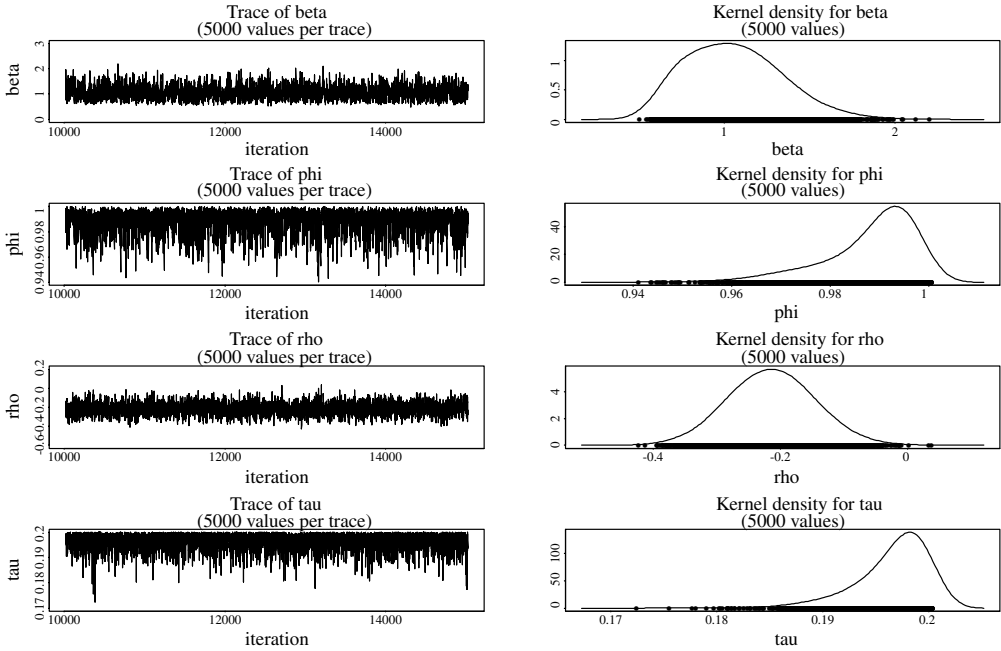 Trace of beta
(5000 values per trace)
beta
0 1 2 3
10000 12000 14000
iteration
Kernel density for beta
(5000 values)
0 0.5 1
1 2
beta
Trace of phi
(5000 values per trace)
phi
0.94 0.96 0.98 1
10000 12000 14000
iteration
Kernel density for phi
(5000 values)
0 20 40
0.94 0.96 0.98 1
phi
Trace of rho
(5000 values per trace)
rho
-0.6 -0.4 -0.2 0.0 0.2
10000 12000 14000
iteration
Kernel density for rho
(5000 values)
0 2 4
-0.4 -0.2 0
rho
Trace of tau
(5000 values per trace)
tau
0.17 0.18 0.19 0.2
10000 12000 14000
iteration
Kernel density for tau
(5000 values)
0 50 100
0.17 0.18 0.19 0.2
tau